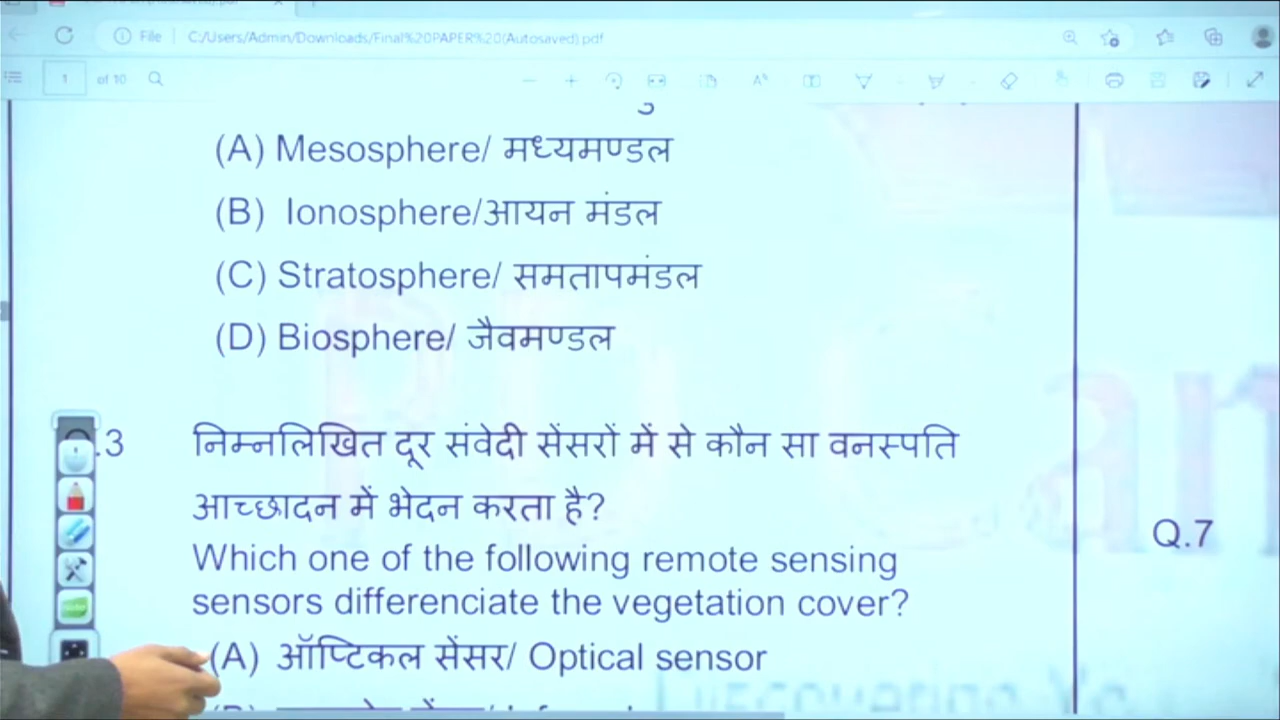 File | C:/Users/Admin/Downloads/Final%20PAPER%20(Autosaved).pdf
1 of 10
(A) Mesosphere/ मध्यमण्डल
(B) Ionosphere/आयन मंडल
(C) Stratosphere/ समतापमंडल
(D) Biosphere/ जैवमण्डल
.3 निम्नलिखित दूर संवेदी सेंसरों में से कौन सा वनस्पति
आच्छादन में भेदन करता है?
Which one of the following remote sensing
sensors differenciate the vegetation cover?
(A) ऑप्टिकल सेंसर/ Optical sensor
Q.7